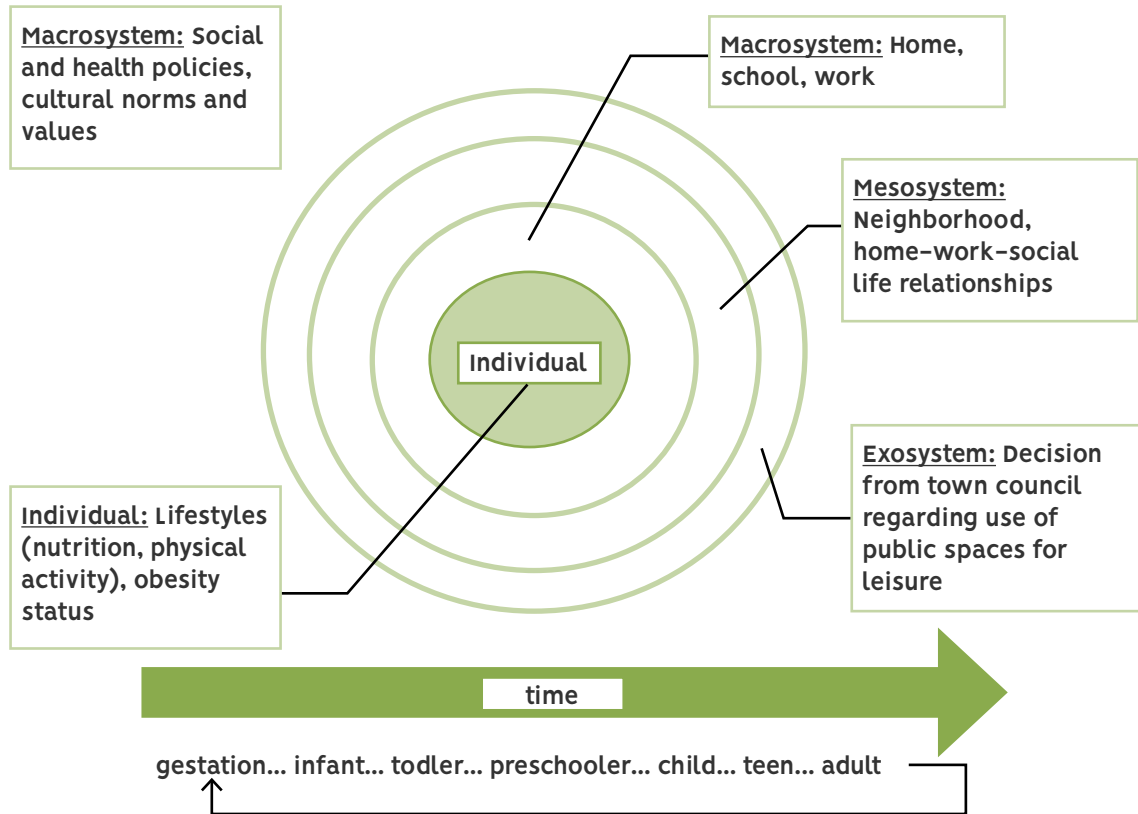 Macrosystem: Social
and health policies,
cultural norms and
values
Macrosystem: Home,
school, work
Mesosystem:
Neighborhood,
home-work-social
life relationships
Individual
Individual: Lifestyles
(nutrition, physical
activity), obesity
status
Exosystem: Decision
from town council
regarding use of
public spaces for
leisure
time
gestation... infant... todler... preschooler... child... teen... adult